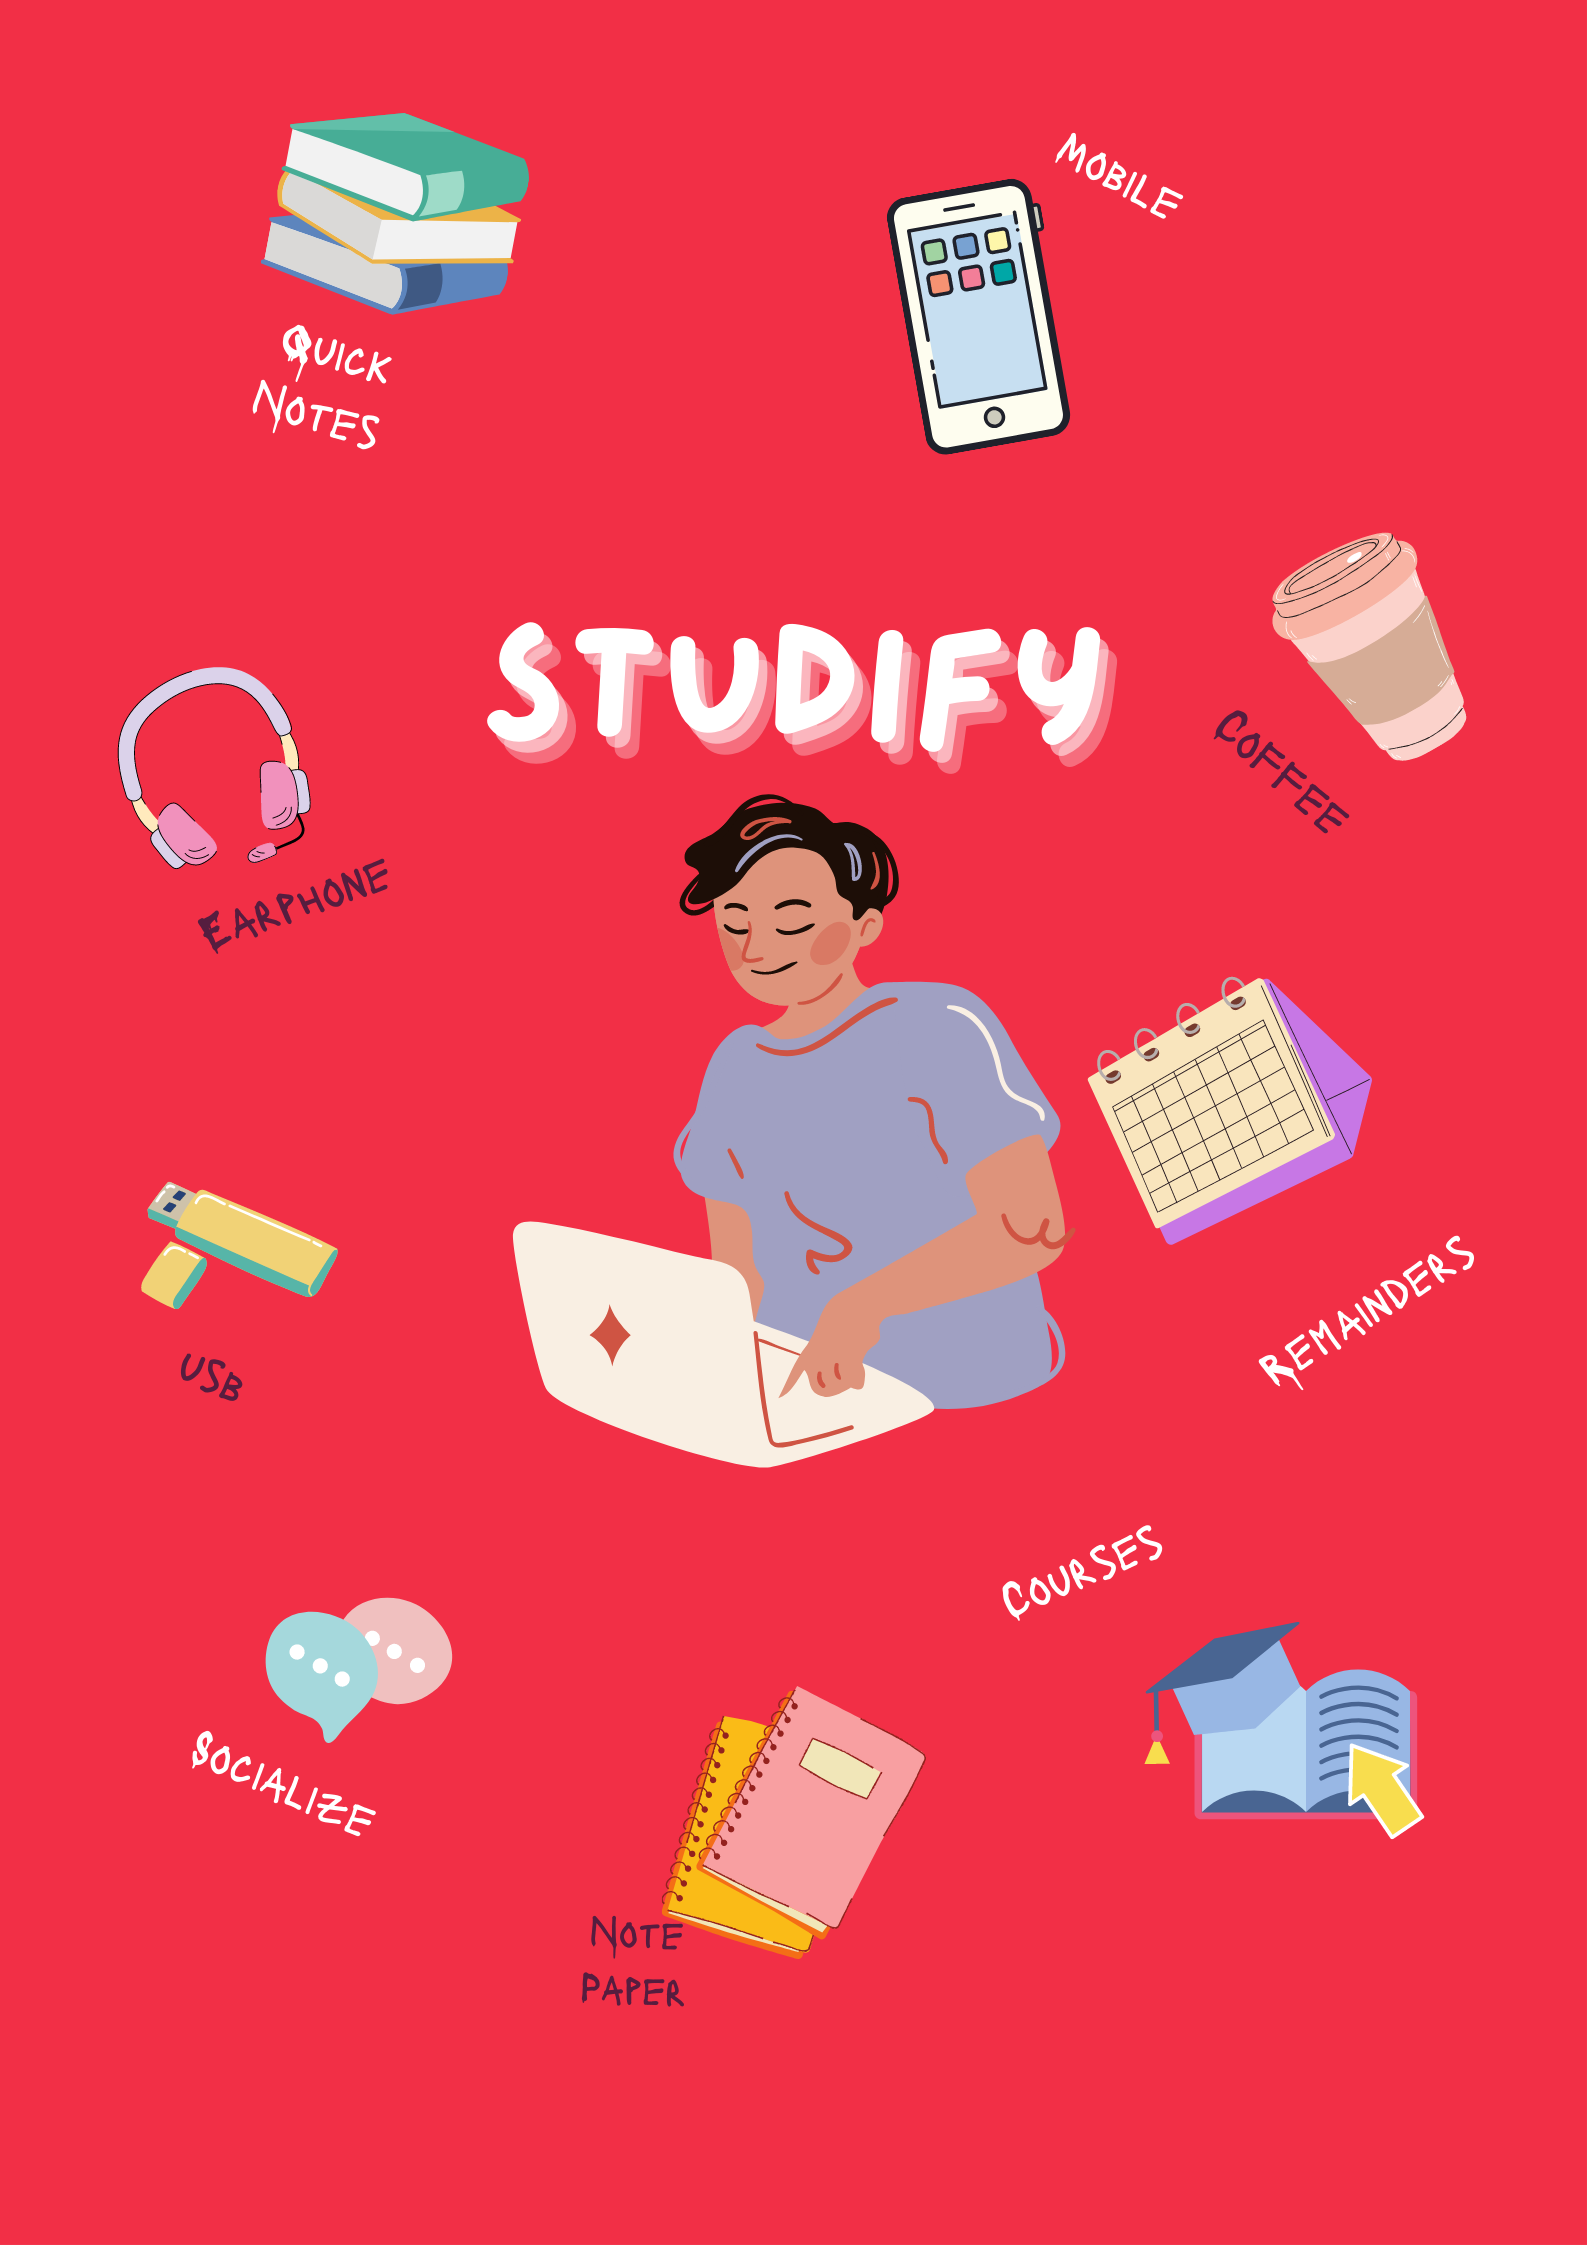 MOBILE
QUICK
NOTES
STUDIFY
COFFEE
EARPHONE
REMAINDERS
USB
COURSES
SOCIALIZE
NOTE
PAPER